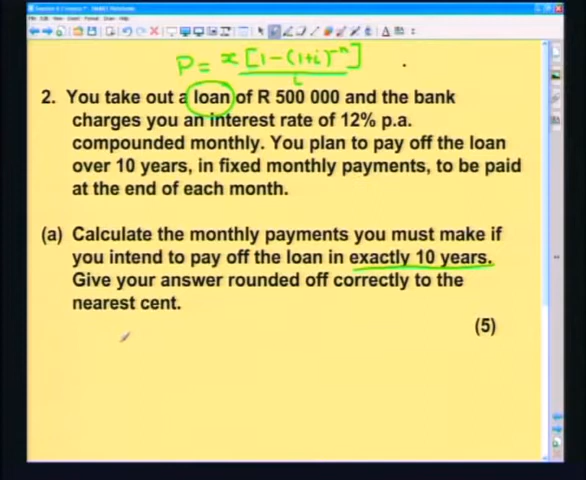 P = x[1-(1+i)^-n]
i
2. You take out a loan of R 500 000 and the bank
charges you an interest rate of 12% p.a.
compounded monthly. You plan to pay off the loan
over 10 years, in fixed monthly payments, to be paid
at the end of each month.
(a) Calculate the monthly payments you must make if
you intend to pay off the loan in exactly 10 years.
Give your answer rounded off correctly to the
nearest cent.
(5)